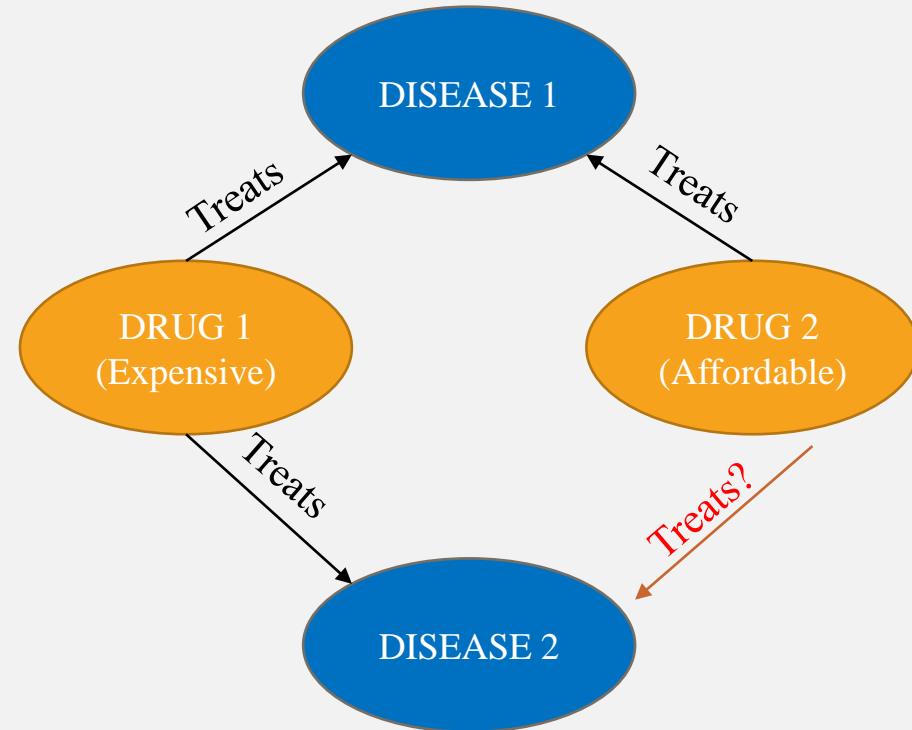 DISEASE 1
Treats
Treats
DRUG 1
(Expensive)
DRUG 2
(Affordable)
Treats
Treats?
DISEASE 2